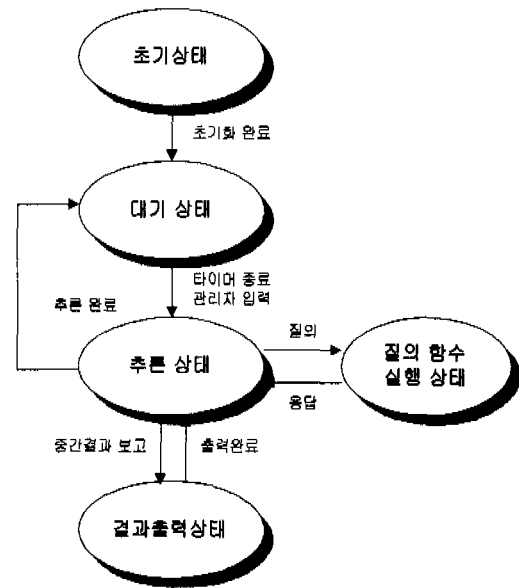 초기상태
초기화 완료
대기 상태
타이머 종료
관리자 입력
추론 완료
추론 상태
질의
질의 함수
실행 상태
응답
중간결과 보고
출력완료
결과출력상태